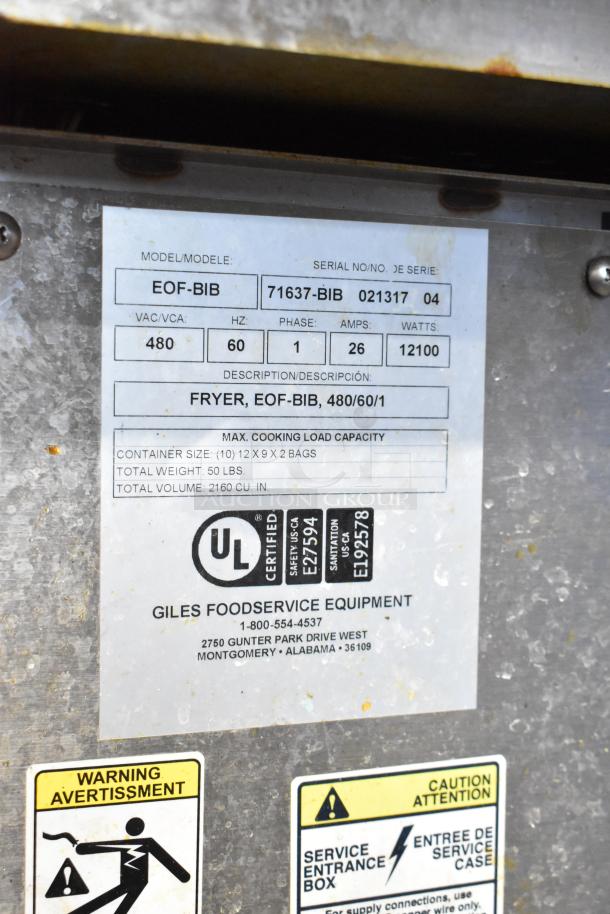 MODEL/MODELE: SERIAL NO/NO. DE SERIE:
EOF-BIB 71637-BIB 021317 04
VAC/VCA: HZ: PHASE: AMPS: WATTS:
480 60 1 26 12100
DESCRIPTION/DESCRIPCIÓN:
FRYER, EOF-BIB, 480/60/1
MAX. COOKING LOAD CAPACITY
CONTAINER SIZE: (10) 12 X 9 X 2 BAGS
TOTAL WEIGHT: 50 LBS.
TOTAL VOLUME: 2160 CU. IN.
AUCTION GROUP
UL ® CERTIFIED
SAFETY US-CA
E27594
SANITATION
US-CA
E192578
GILES FOODSERVICE EQUIPMENT
1-800-554-4537
2750 GUNTER PARK DRIVE WEST
MONTGOMERY • ALABAMA • 36109
WARNING
AVERTISSMENT
CAUTION
ATTENTION
SERVICE
ENTRANCE
BOX
ENTREE DE
SERVICE
CASE
For supply connections, use
wire only.